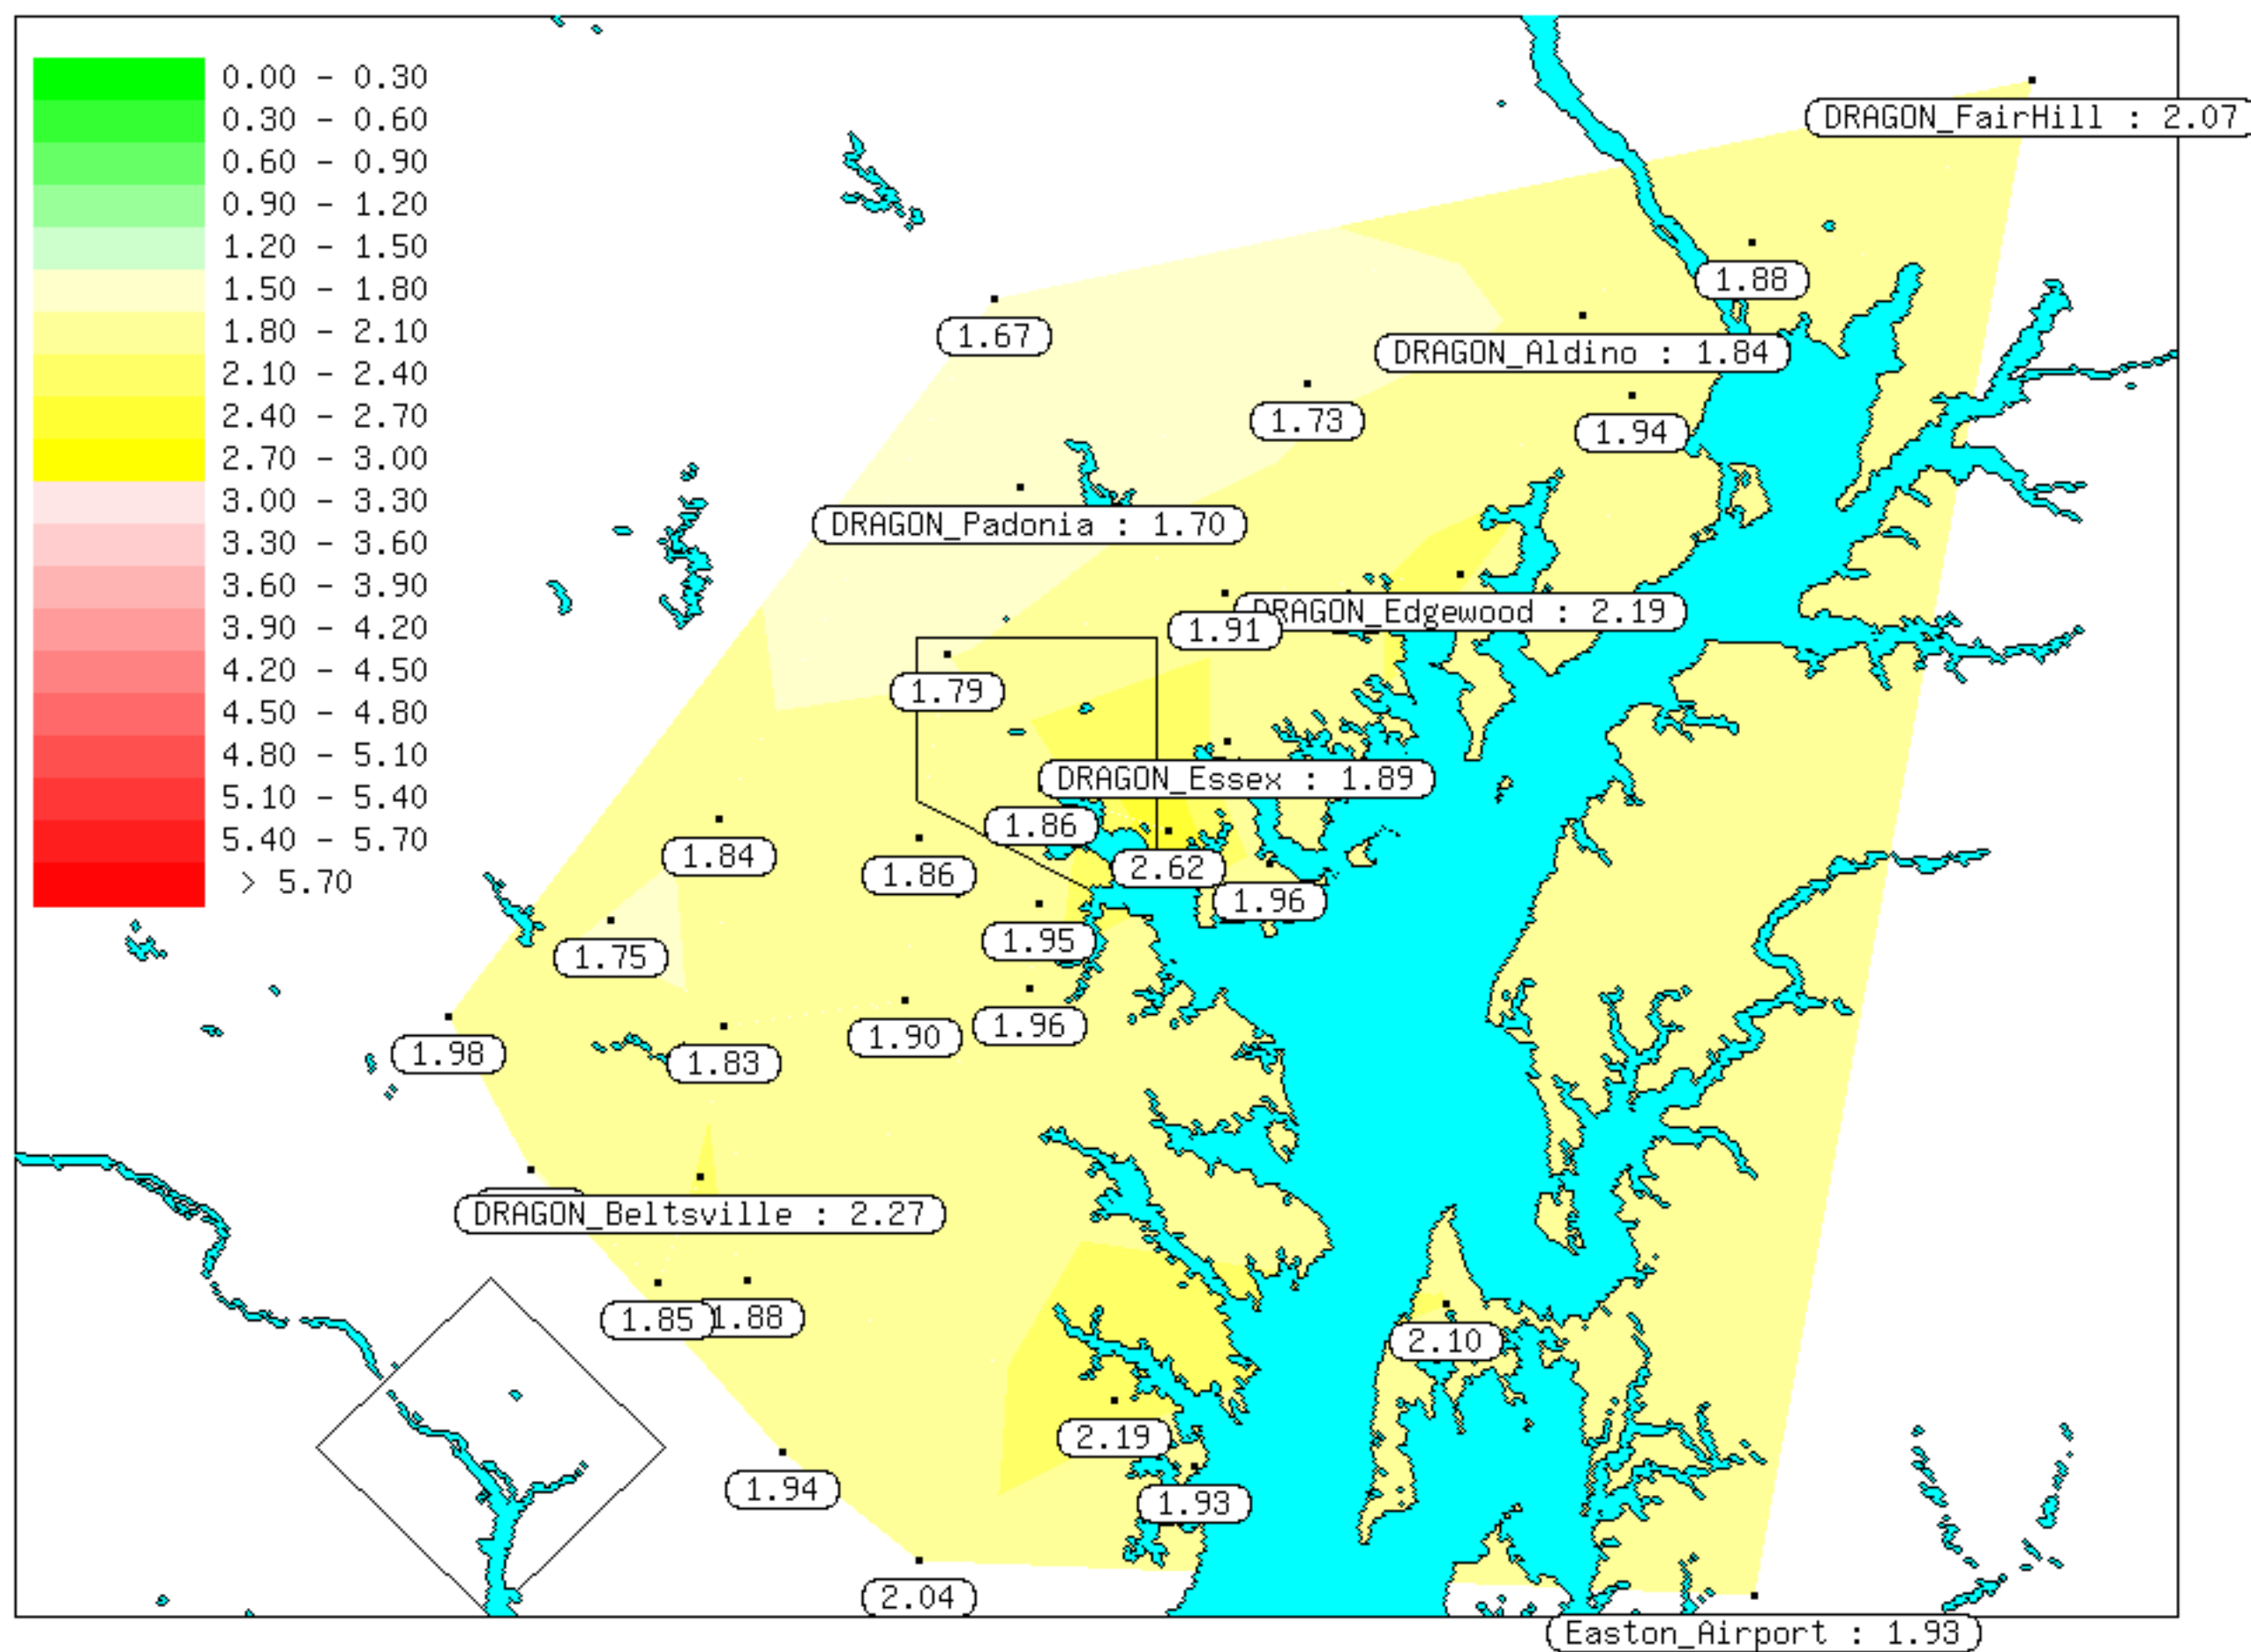 0.00 - 0.30
0.30 - 0.60
0.60 - 0.90
0.90 - 1.20
1.20 - 1.50
1.50 - 1.80
1.80 - 2.10
2.10 - 2.40
2.40 - 2.70
2.70 - 3.00
3.00 - 3.30
3.30 - 3.60
3.60 - 3.90
3.90 - 4.20
4.20 - 4.50
4.50 - 4.80
4.80 - 5.10
5.10 - 5.40
5.40 - 5.70
> 5.70
DRAGON_FairHill : 2.07
1.88
1.67
DRAGON_Aldino : 1.84
1.73
1.94
DRAGON_Padonia : 1.70
DRAGON_Edgewood : 2.19
1.91
1.79
DRAGON_Essex : 1.89
1.86
1.84
1.86
2.62
1.96
1.95
1.75
1.96
1.90
1.98
1.83
DRAGON_Beltsville : 2.27
1.85
1.88
2.10
2.19
1.94
1.93
2.04
Easton_Airport : 1.93